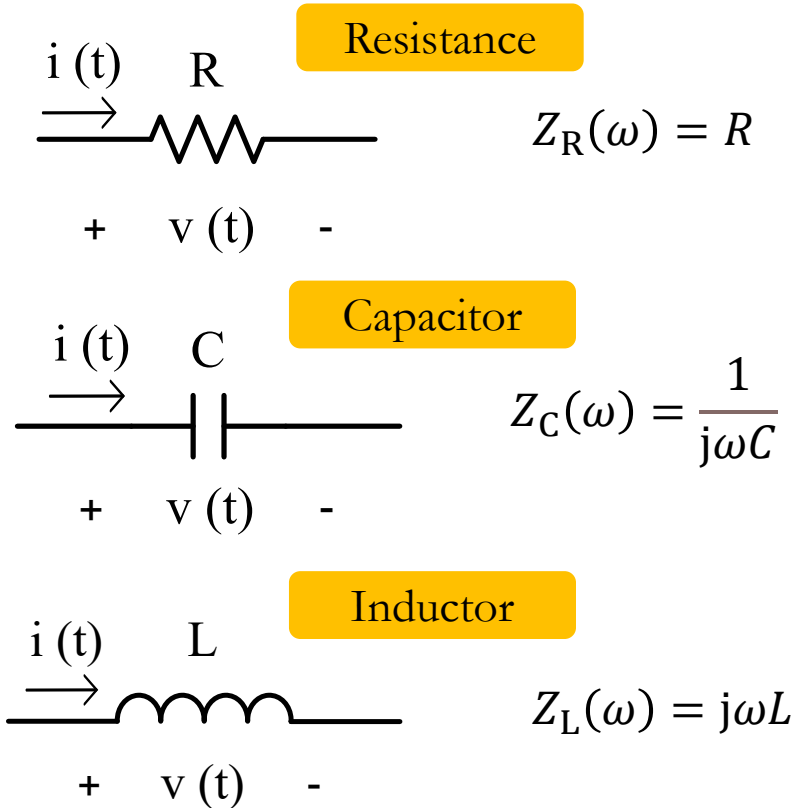 Resistance
i (t) R
Z_R(ω) = R
+ v (t) -
Capacitor
i (t) C
Z_C(ω) = 1/jωC
+ v (t) -
Inductor
i (t) L
Z_L(ω) = jωL
+ v (t) -